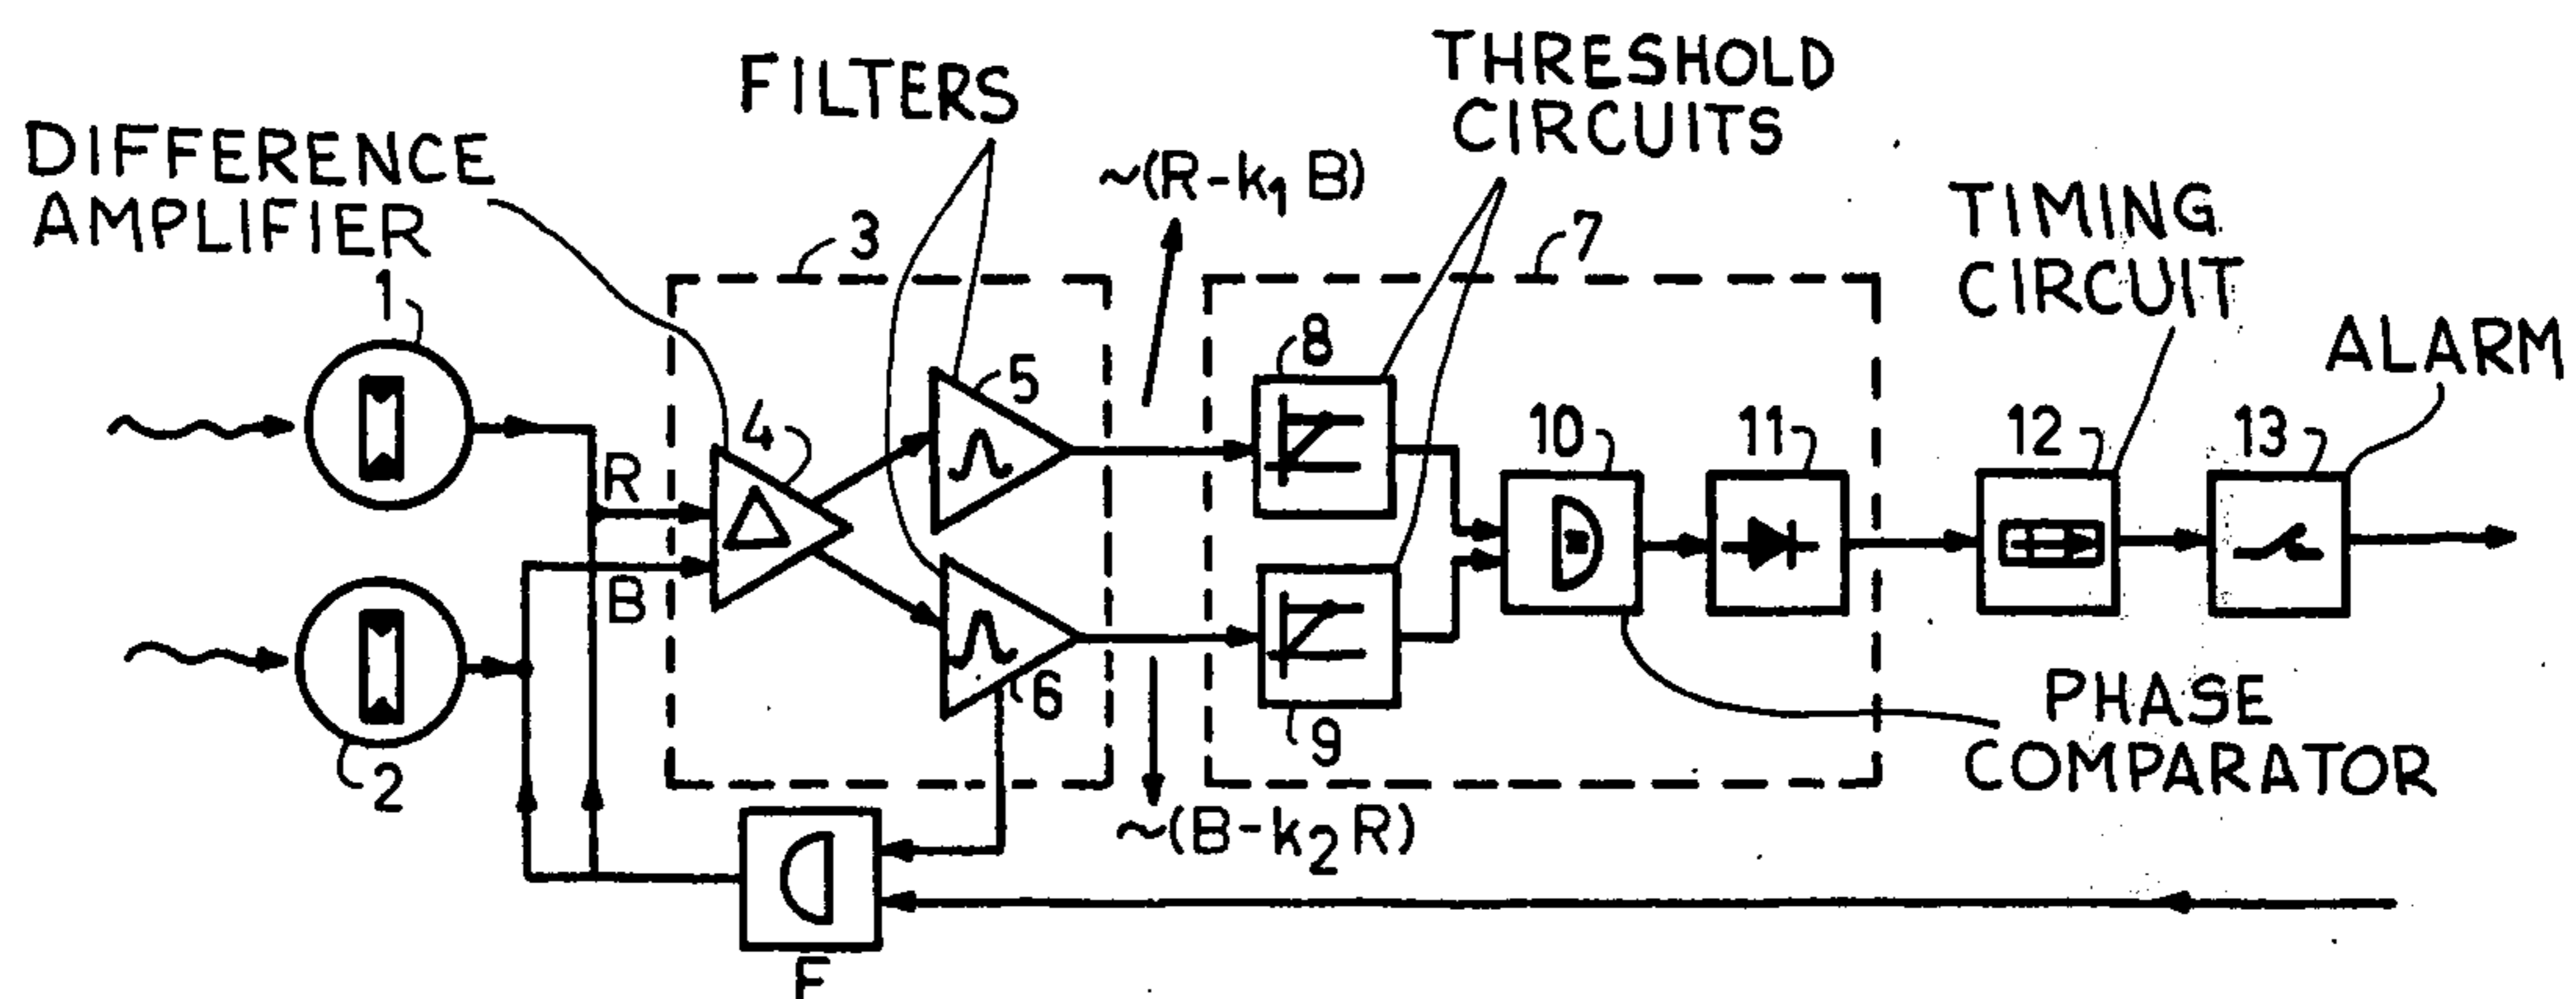 FILTERS
THRESHOLD
CIRCUITS
DIFFERENCE
AMPLIFIER
~(R-k₁ B)
TIMING
CIRCUIT
ALARM
1
3
7
4
5
8
10
11
12
13
R
B
2
6
9
PHASE
COMPARATOR
~(B-k₂ R)